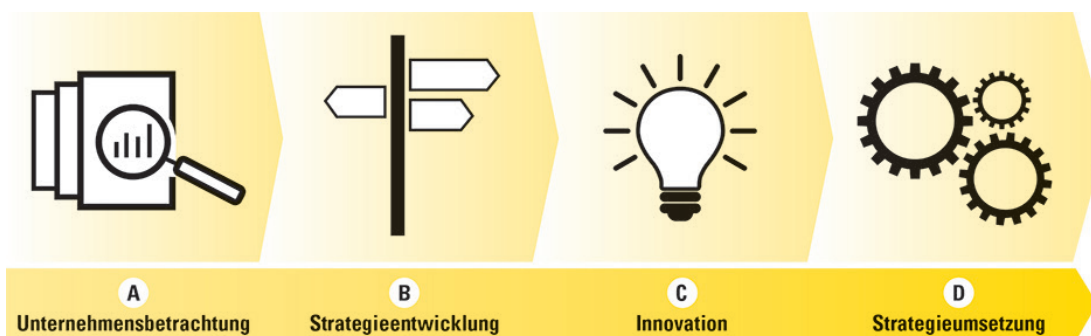 A
Unternehmensbetrachtung
B
Strategieentwicklung
C
Innovation
D
Strategieumsetzung